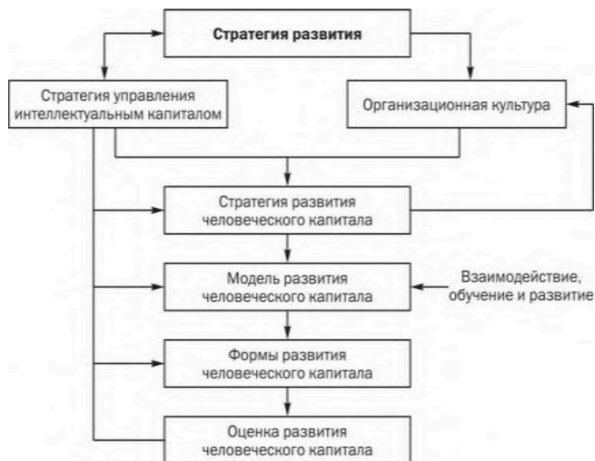 Стратегия развития
Стратегия управления
интеллектуальным капиталом
Организационная культура
Стратегия развития
человеческого капитала
Модель развития
человеческого капитала
Взаимодействие,
обучение и развитие
Формы развития
человеческого капитала
Оценка развития
человеческого капитала